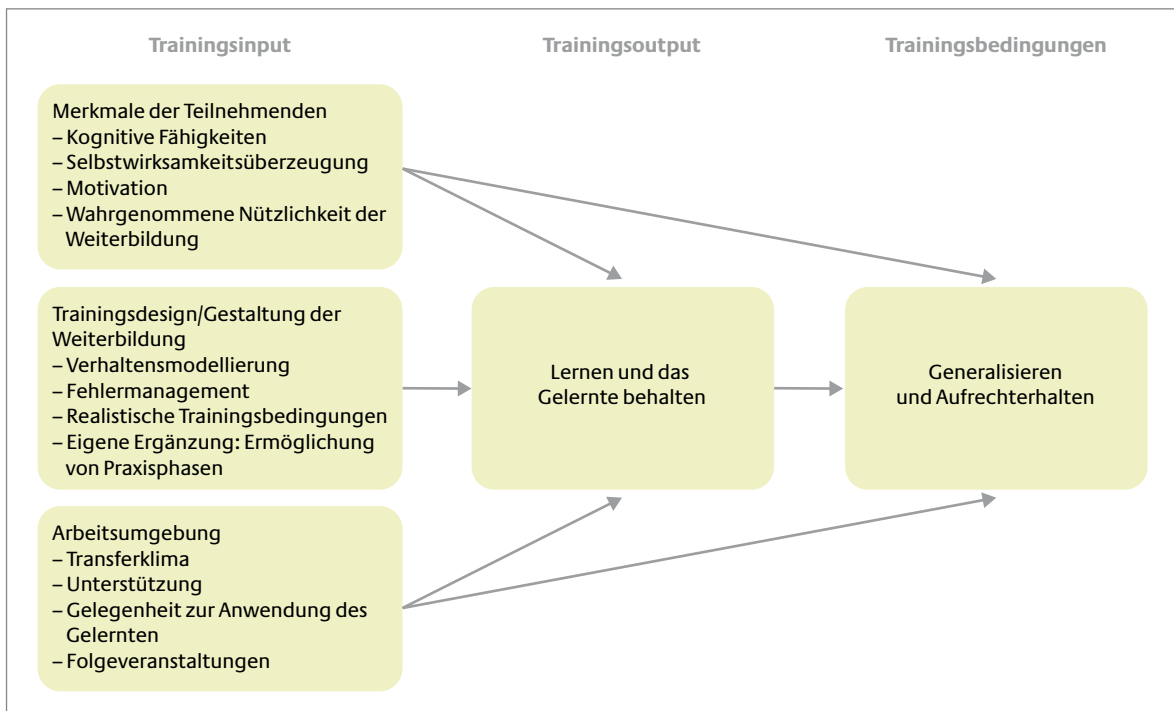 Trainingsinput
Trainingsoutput
Trainingsbedingungen
Merkmale der Teilnehmenden
– Kognitive Fähigkeiten
– Selbstwirksamkeitsüberzeugung
– Motivation
– Wahrgenommene Nützlichkeit der
Weiterbildung
Trainingsdesign/Gestaltung der
Weiterbildung
– Verhaltensmodellierung
– Fehlermanagement
– Realistische Trainingsbedingungen
– Eigene Ergänzung: Ermöglichung
von Praxisphasen
Lernen und das
Gelernte behalten
Generalisieren
und Aufrechterhalten
Arbeitsumgebung
– Transferklima
– Unterstützung
– Gelegenheit zur Anwendung des
Gelernten
– Folgeveranstaltungen